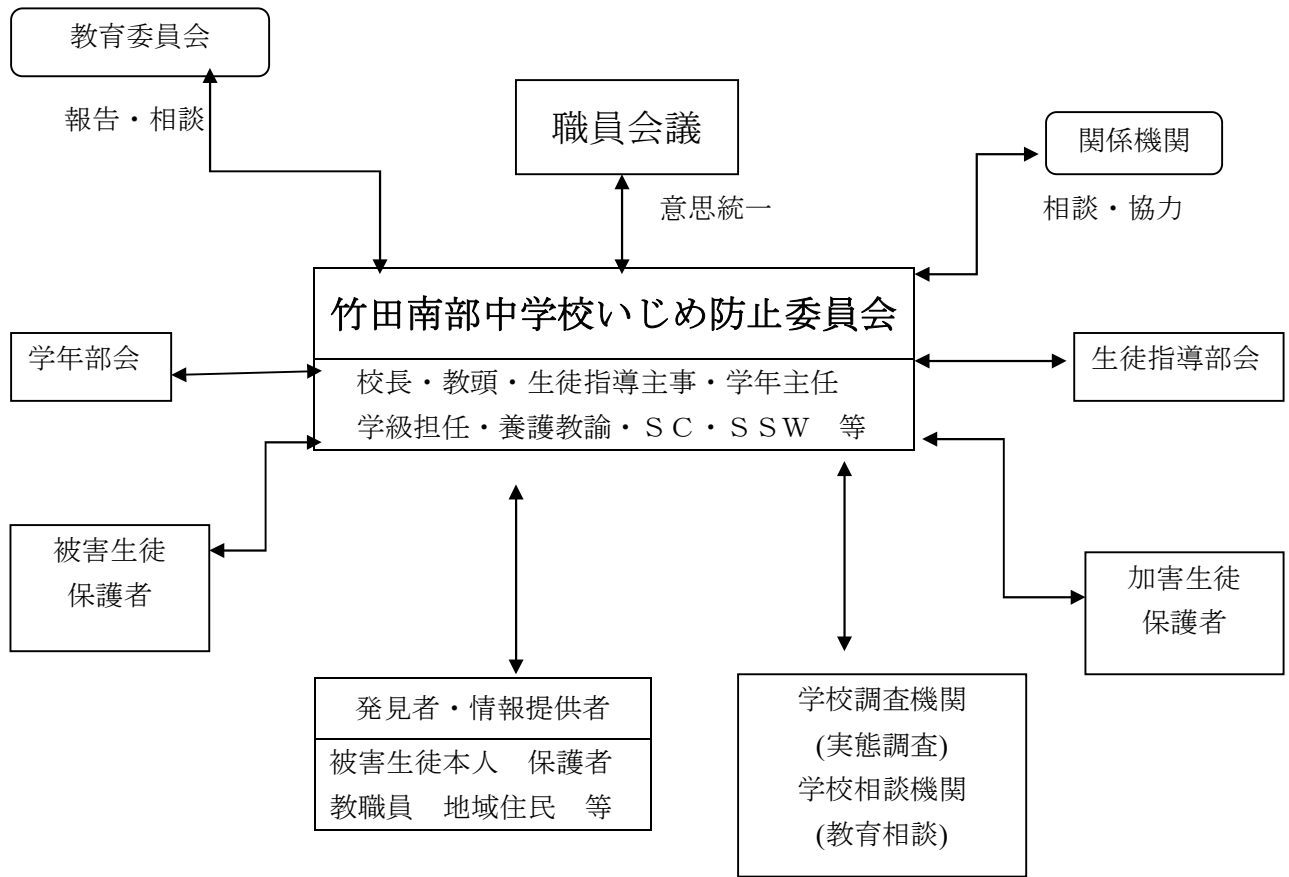 教育委員会
報告・相談
職員会議
関係機関
意思統一
相談・協力
竹田南部中学校いじめ防止委員会
学年部会
生徒指導部会
校長・教頭・生徒指導主事・学年主任
学級担任・養護教諭・ＳＣ・ＳＳＷ　等
被害生徒
保護者
加害生徒
保護者
発見者・情報提供者
被害生徒本人　保護者
教職員　地域住民　等
学校調査機関
(実態調査)
学校相談機関
(教育相談)